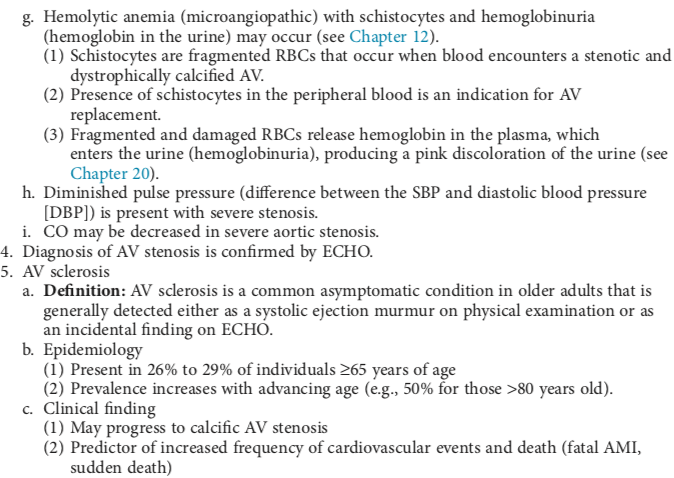 g. Hemolytic anemia (microangiopathic) with schistocytes and hemoglobinuria
(hemoglobin in the urine) may occur (see Chapter 12).
(1) Schistocytes are fragmented RBCs that occur when blood encounters a stenotic and
dystrophically calcified AV.
(2) Presence of schistocytes in the peripheral blood is an indication for AV
replacement.
(3) Fragmented and damaged RBCs release hemoglobin in the plasma, which
enters the urine (hemoglobinuria), producing a pink discoloration of the urine (see
Chapter 20).
h. Diminished pulse pressure (difference between the SBP and diastolic blood pressure
[DBP]) is present with severe stenosis.
i. CO may be decreased in severe aortic stenosis.
4. Diagnosis of AV stenosis is confirmed by ECHO.
5. AV sclerosis
a. Definition: AV sclerosis is a common asymptomatic condition in older adults that is
generally detected either as a systolic ejection murmur on physical examination or as
an incidental finding on ECHO.
b. Epidemiology
(1) Present in 26% to 29% of individuals ≥65 years of age
(2) Prevalence increases with advancing age (e.g., 50% for those >80 years old).
c. Clinical finding
(1) May progress to calcific AV stenosis
(2) Predictor of increased frequency of cardiovascular events and death (fatal AMI,
sudden death)